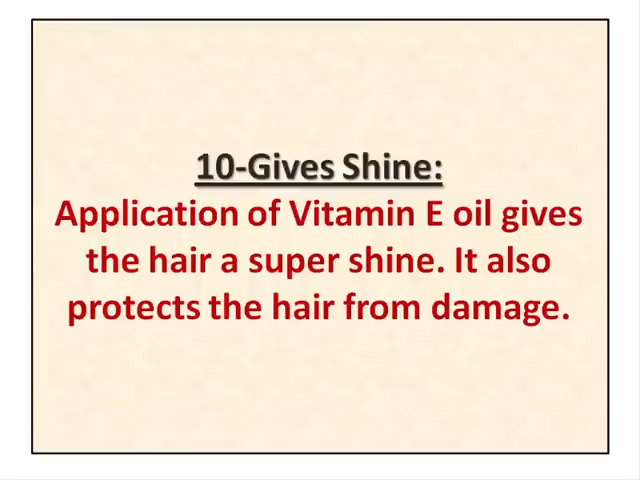 10-Gives Shine:
Application of Vitamin E oil gives
the hair a super shine. It also
protects the hair from damage.